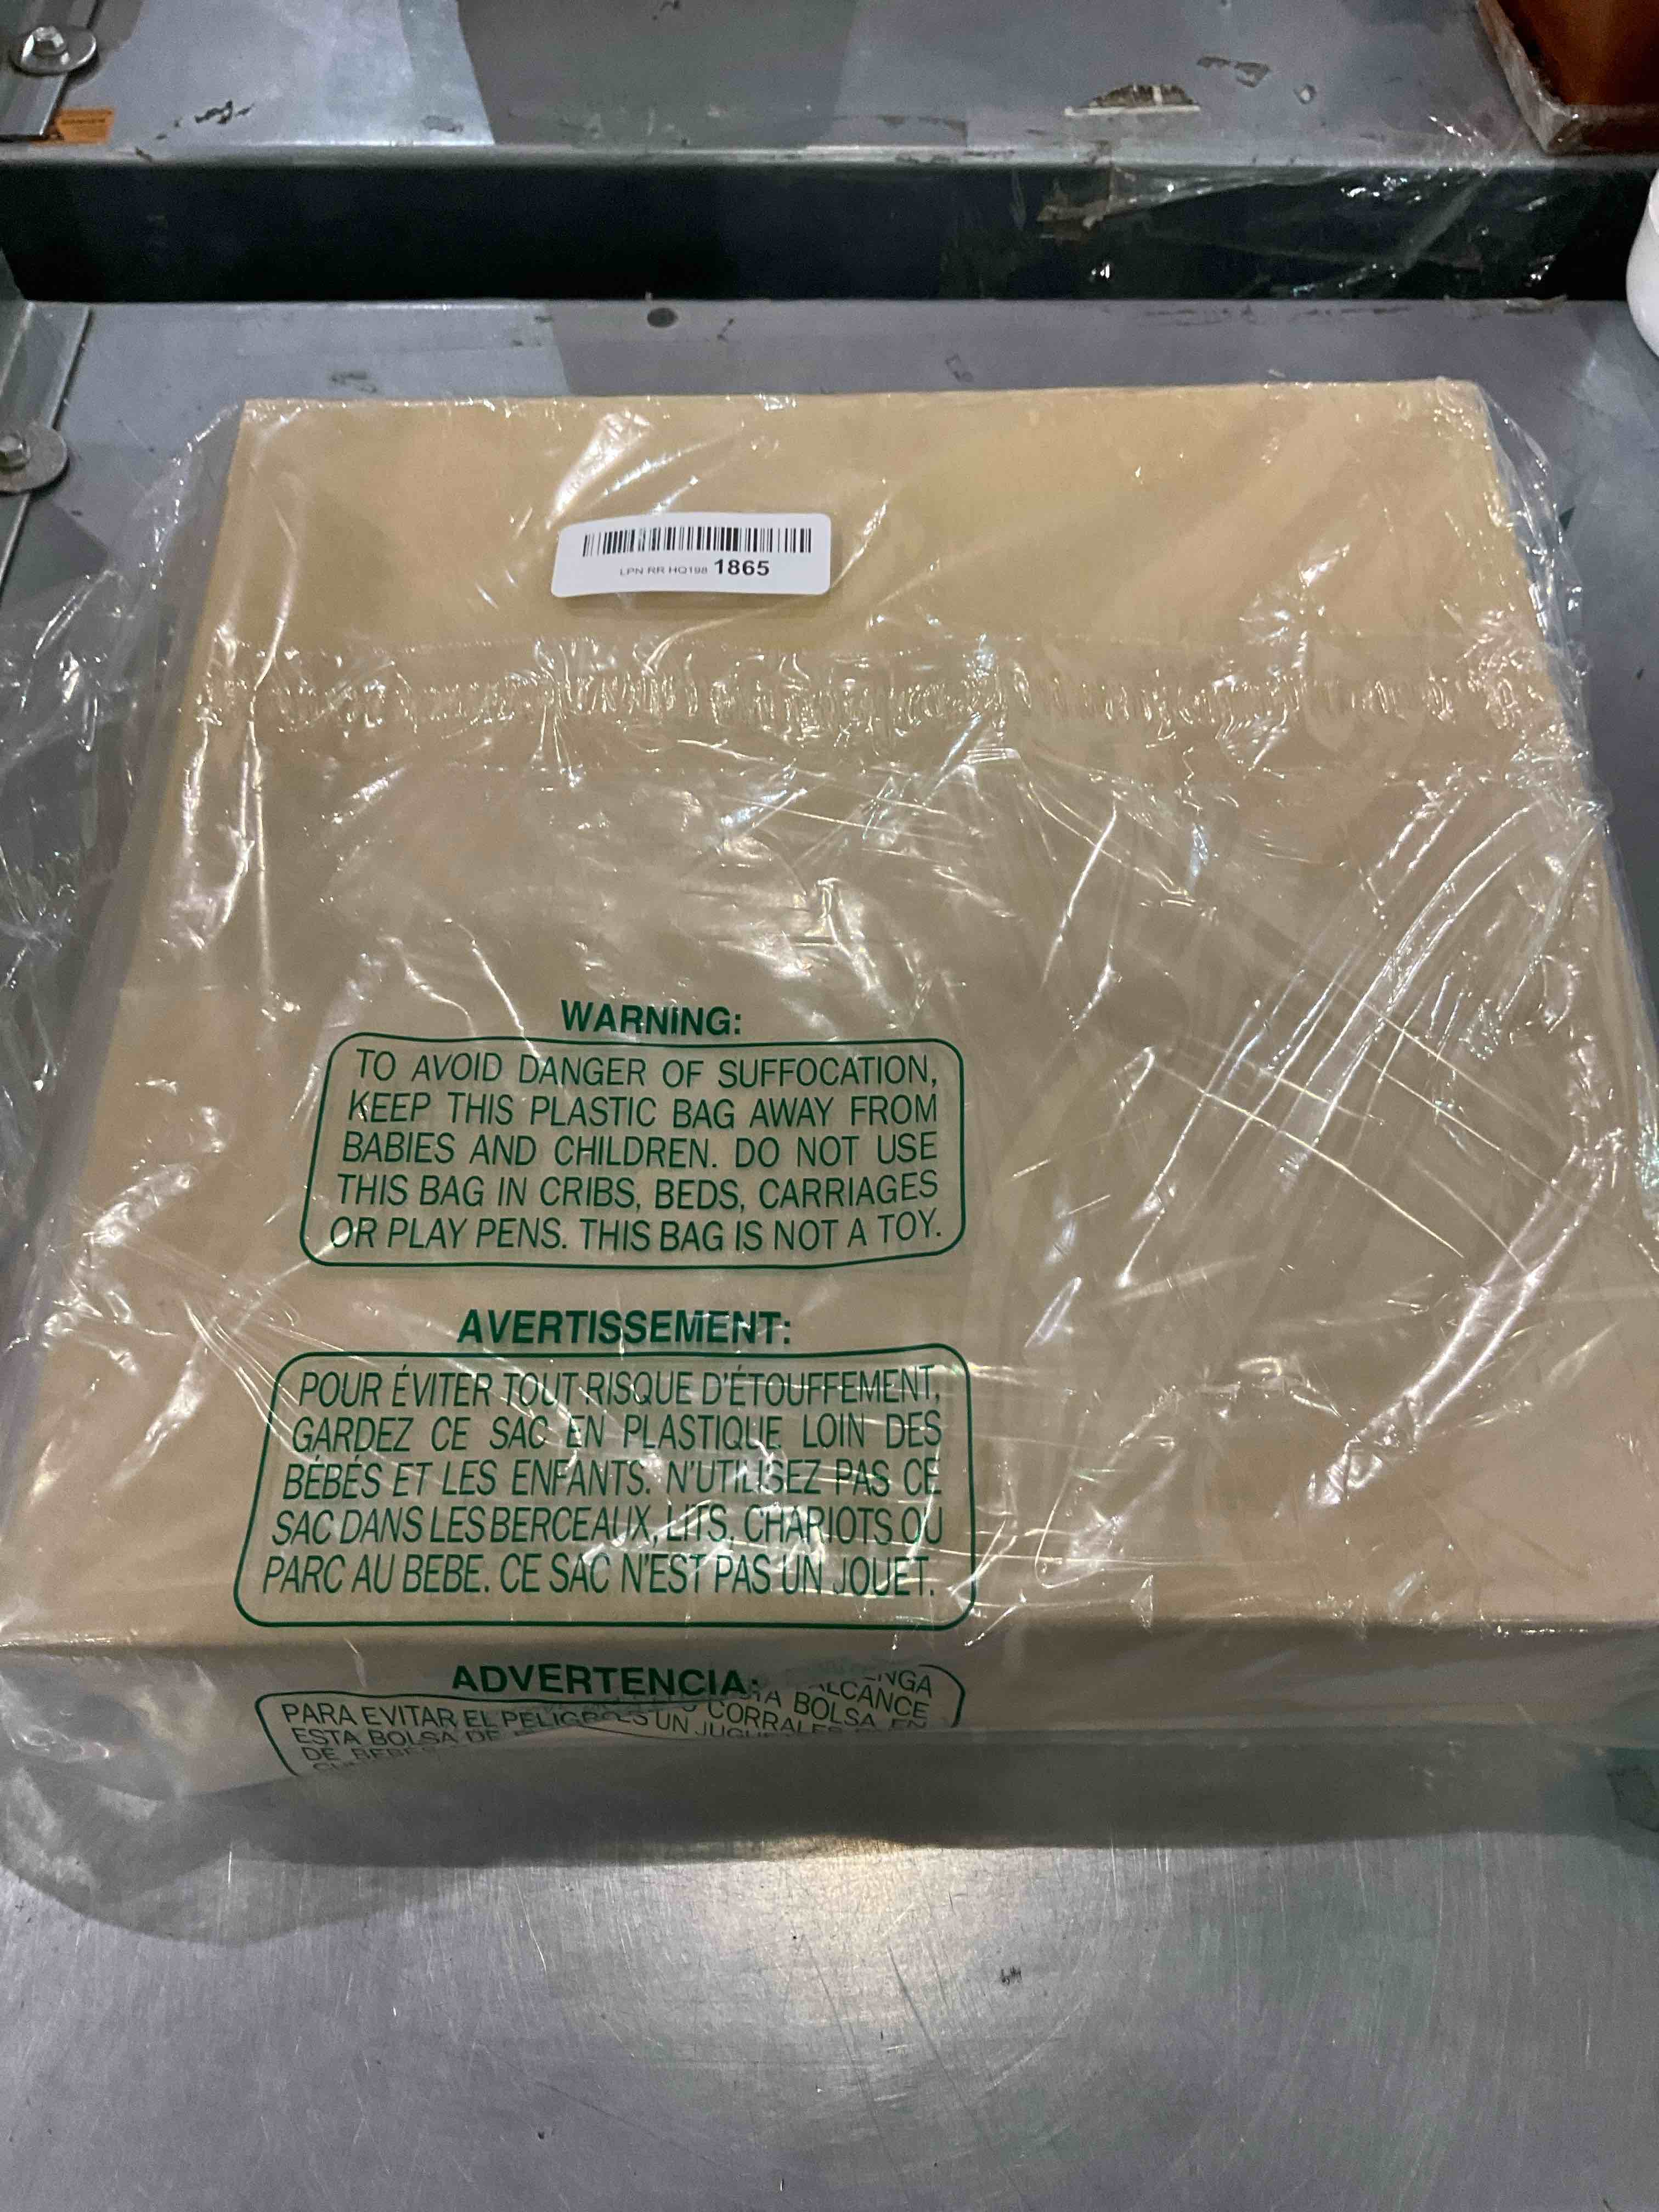 LPN RR HQ198 1865
WARNING:
TO AVOID DANGER OF SUFFOCATION,
KEEP THIS PLASTIC BAG AWAY FROM
BABIES AND CHILDREN. DO NOT USE
THIS BAG IN CRIBS, BEDS, CARRIAGES
OR PLAY PENS. THIS BAG IS NOT A TOY.
AVERTISSEMENT:
POUR ÉVITER TOUT RISQUE D'ÉTOUFFEMENT,
GARDEZ CE SAC EN PLASTIQUE LOIN DES
BÉBÉS ET LES ENFANTS. N'UTILISEZ PAS CE
SAC DANS LES BERCEAUX, LITS, CHARIOTS OU
PARC AU BEBE. CE SAC N'EST PAS UN JOUET.
ADVERTENCIA:
PARA EVITAR EL
ESTA BOLSA DE
BOLSA
UN
CORRALES